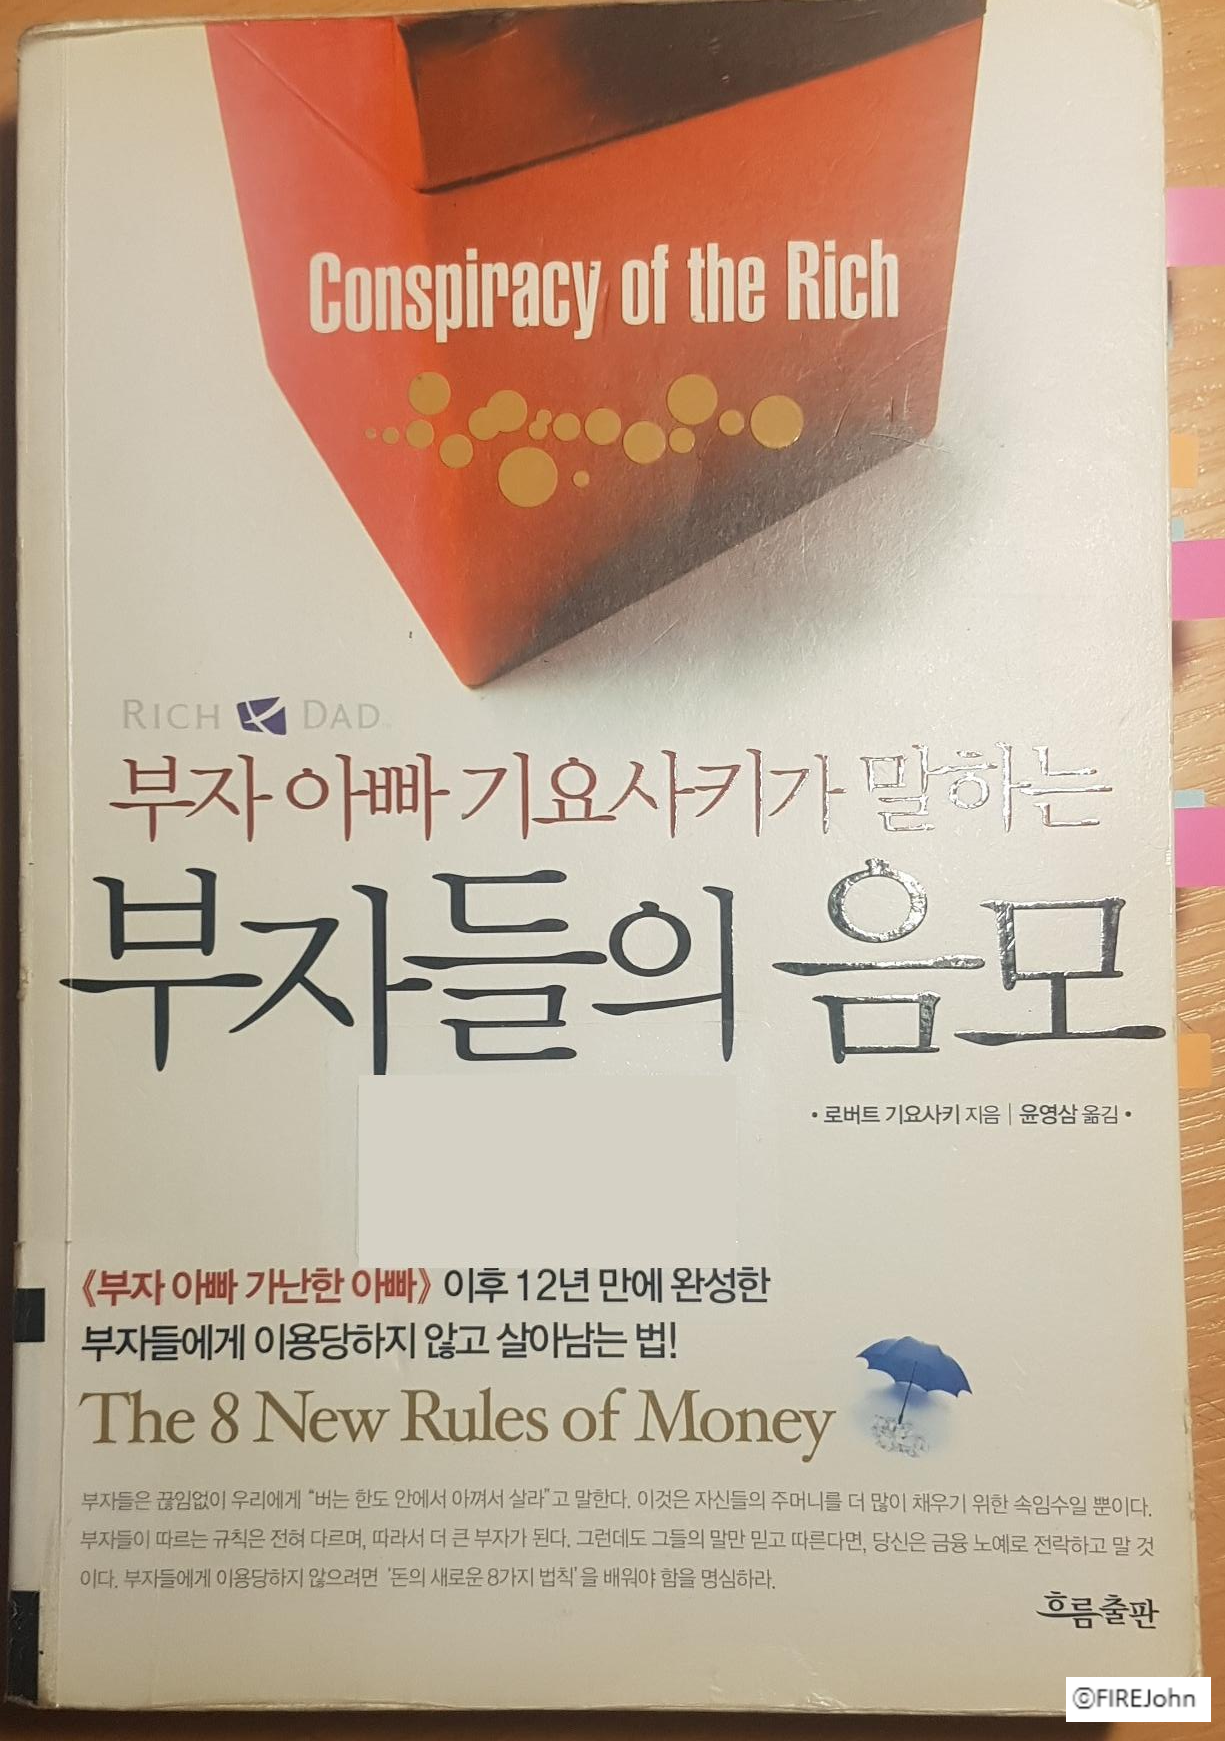 Conspiracy of the Rich
RICH DAD
부자 아빠 기요사키가 말하는
부자들의 음모
• 로버트 기요사키 지음 | 윤영삼 옮김 •
《부자 아빠 가난한 아빠》 이후 12년 만에 완성한
부자들에게 이용당하지 않고 살아남는 법!
The 8 New Rules of Money
부자들은 끊임없이 우리에게 “버는 한도 안에서 아껴서 살라”고 말한다. 이것은 자신들의 주머니를 더 많이 채우기 위한 속임수일 뿐이다.
부자들이 따르는 규칙은 전혀 다르며, 따라서 더 큰 부자가 된다. 그런데도 그들의 말만 믿고 따른다면, 당신은 금융 노예로 전락하고 말 것
이다. 부자들에게 이용당하지 않으려면 ‘돈의 새로운 8가지 법칙’을 배워야 함을 명심하라.
흐름출판
ⓒFIREJohn